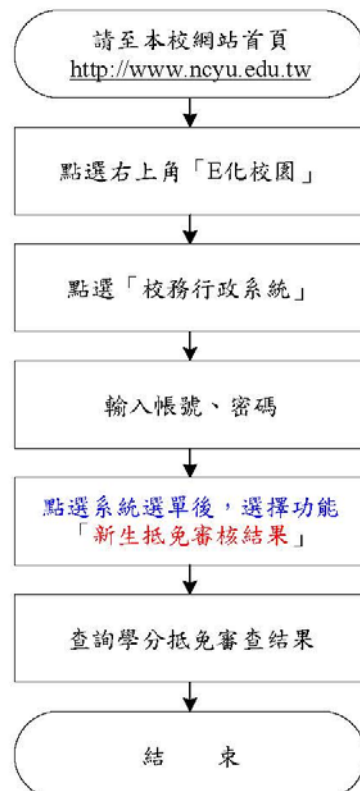 請至本校網站首頁
http://www.ncyu.edu.tw
點選右上角「E化校園」
點選「校務行政系統」
輸入帳號、密碼
點選系統選單後，選擇功能
「新生抵免審核結果」
查詢學分抵免審查結果
結　　束